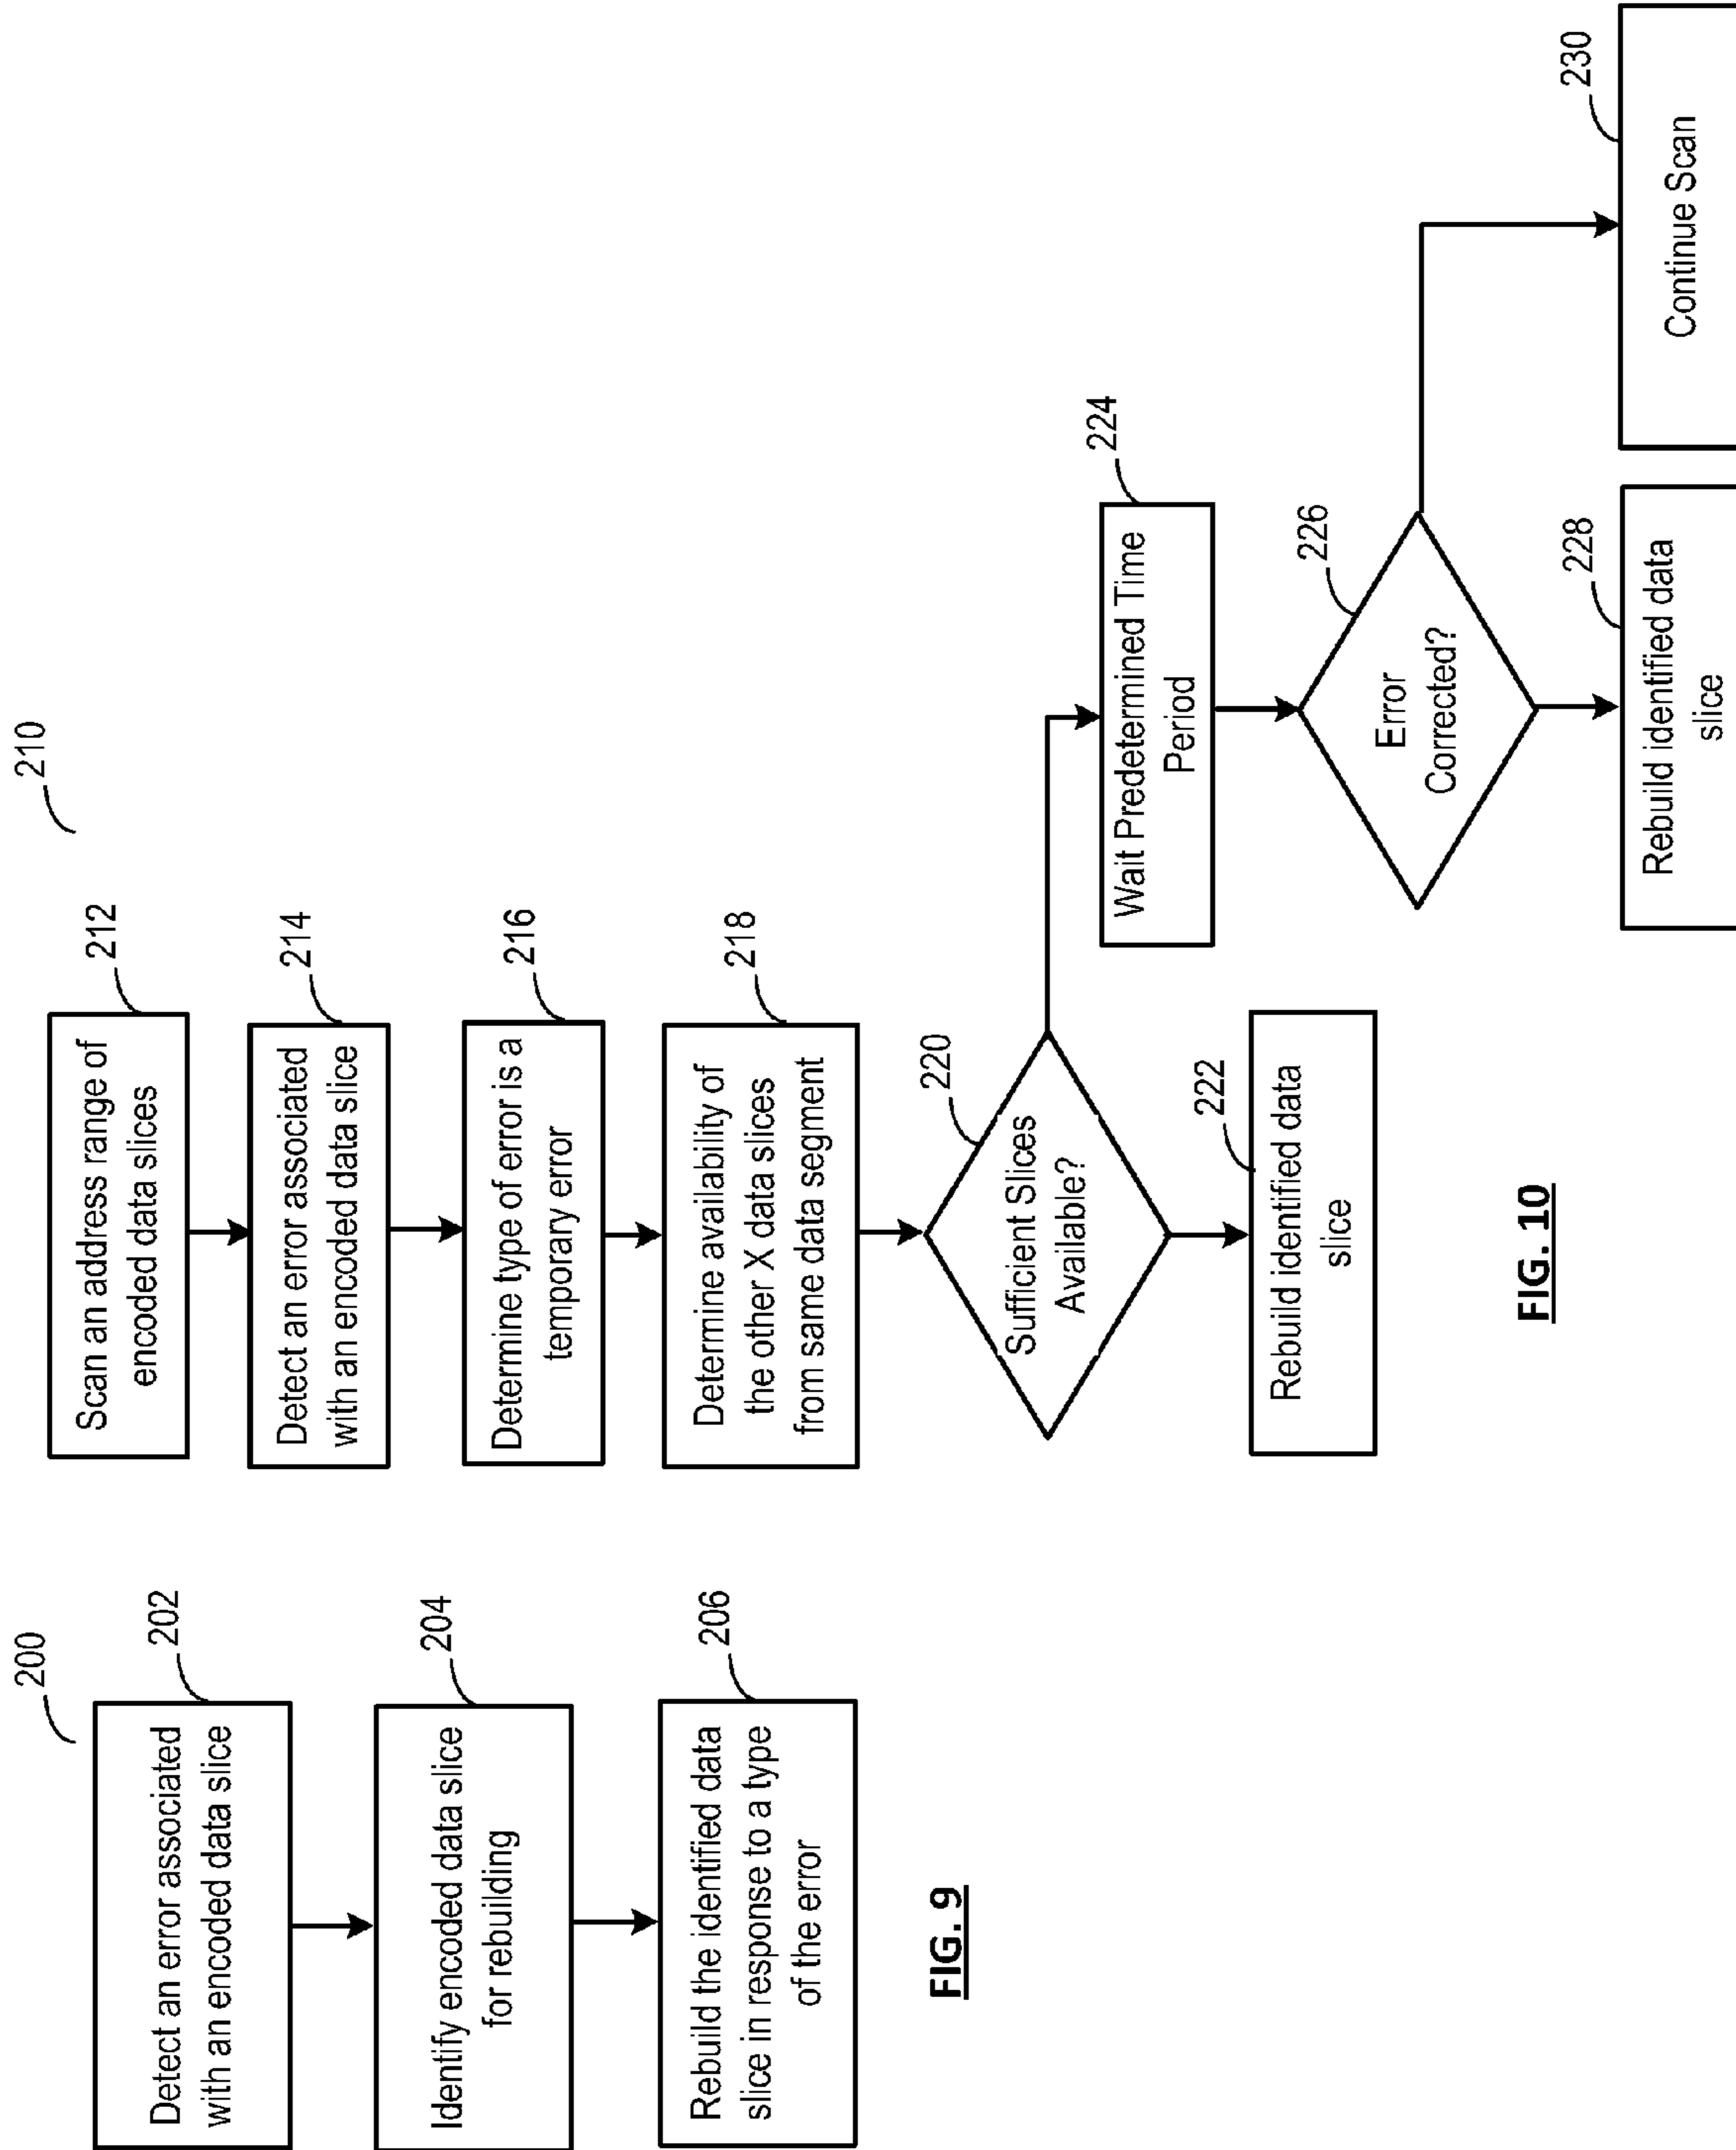 200
Detect an error associated
with an encoded data slice
202
Identify encoded data slice
for rebuilding
204
Rebuild the identified data
slice in response to a type
of the error
206
FIG. 9
210
Scan an address range of
encoded data slices
212
Detect an error associated
with an encoded data slice
214
Determine type of error is a
temporary error
216
Determine availability of
the other X data slices
from same data segment
218
Sufficient Slices
Available?
220
Rebuild identified data
slice
222
Wait Predetermined Time
Period
224
Error
Corrected?
226
Rebuild identified data
slice
228
Continue Scan
230
FIG. 10